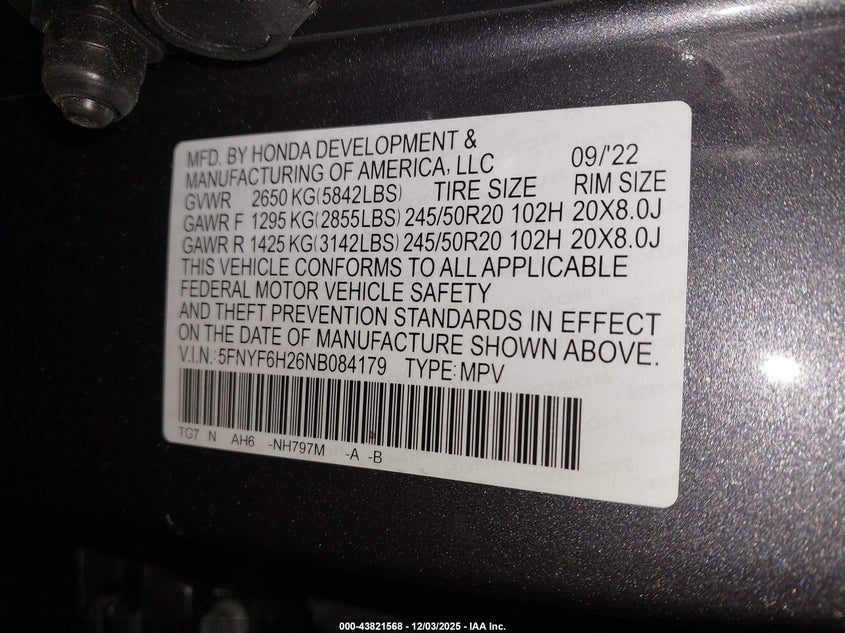 MFD. BY HONDA DEVELOPMENT &
MANUFACTURING OF AMERICA, LLC 09/'22
GVWR 2650 KG(5842LBS) TIRE SIZE RIM SIZE
GAWR F 1295 KG(2855LBS) 245/50R20 102H 20X8.0J
GAWR R 1425 KG(3142LBS) 245/50R20 102H 20X8.0J
THIS VEHICLE CONFORMS TO ALL APPLICABLE
FEDERAL MOTOR VEHICLE SAFETY
AND THEFT PREVENTION STANDARDS IN EFFECT
ON THE DATE OF MANUFACTURE SHOWN ABOVE.
V.I.N.:5FNYF6H26NB084179 TYPE:MPV
TG7 N AH6 -NH797M -A -B
000-43821568 - 12/03/2025 - IAA Inc.